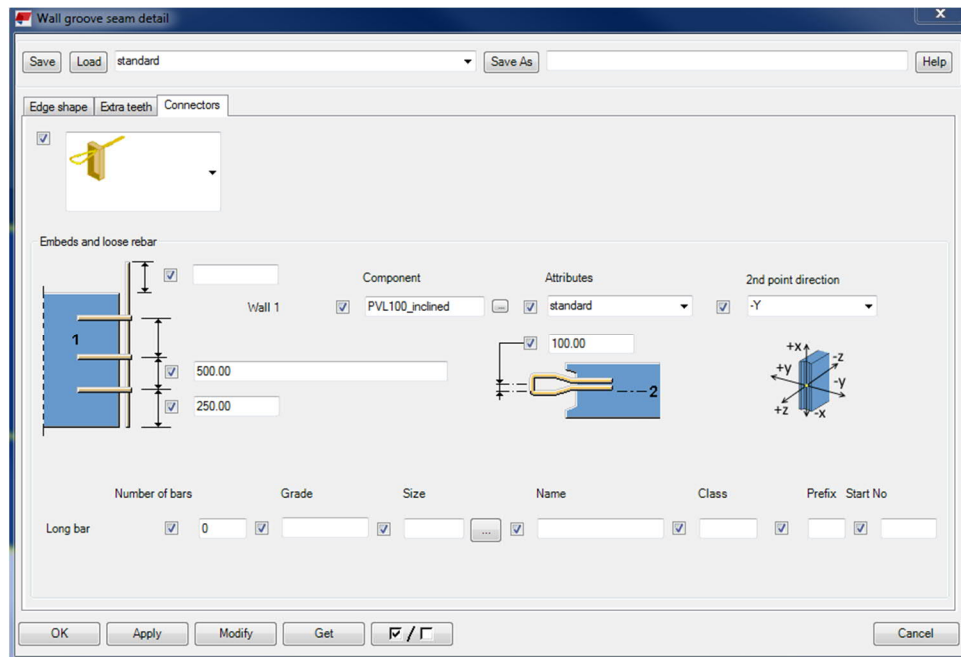 Wall groove seam detail
x
Save Load standard Save As Help
Edge shape Extra teeth Connectors
Embeds and loose rebar
Component Attributes 2nd point direction
Wall 1 PVL100_inclined ... standard -Y
1
100.00
500.00
2
250.00
+x
-z
+y
-y
+z
-x
Number of bars Grade Size Name Class Prefix Start No
Long bar 0 ...
OK Apply Modify Get / Cancel